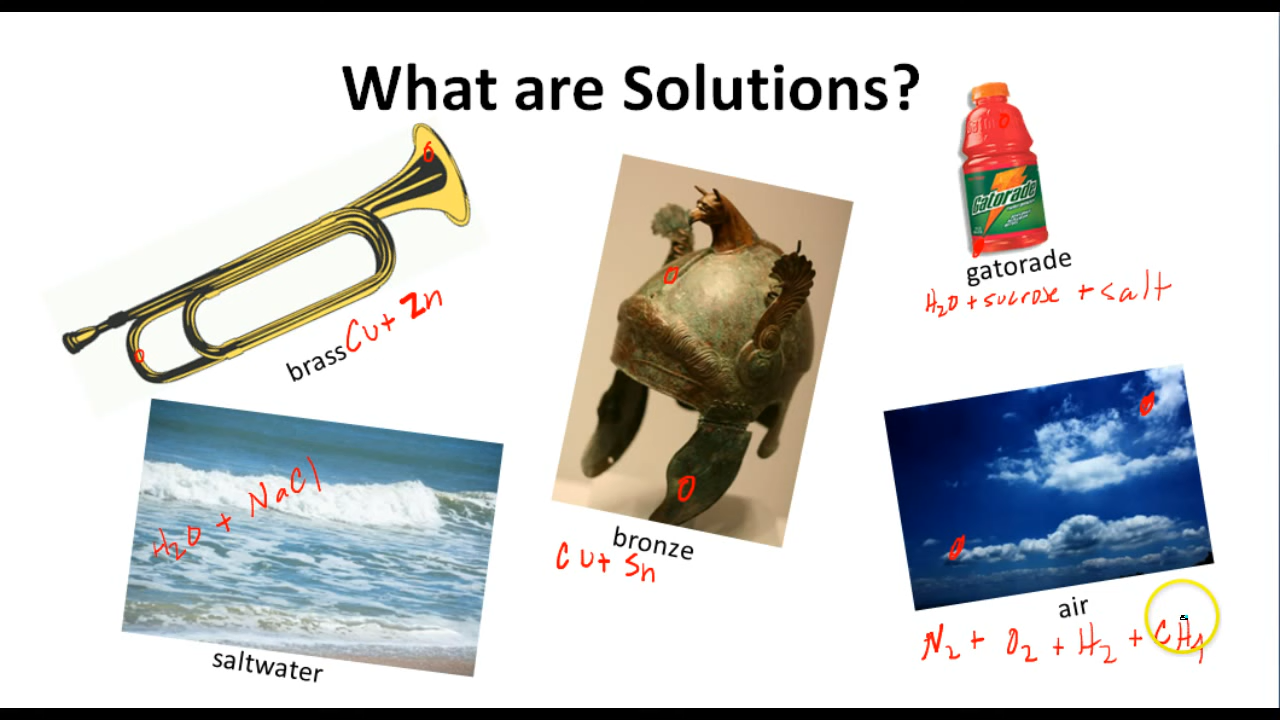 What are Solutions?
Gatorade
gatorade
H₂O + sucrose + salt
brass Cu + Zn
H₂O + NaCl
saltwater
bronze
Cu + Sn
air
N₂ + O₂ + H₂ + CH₄